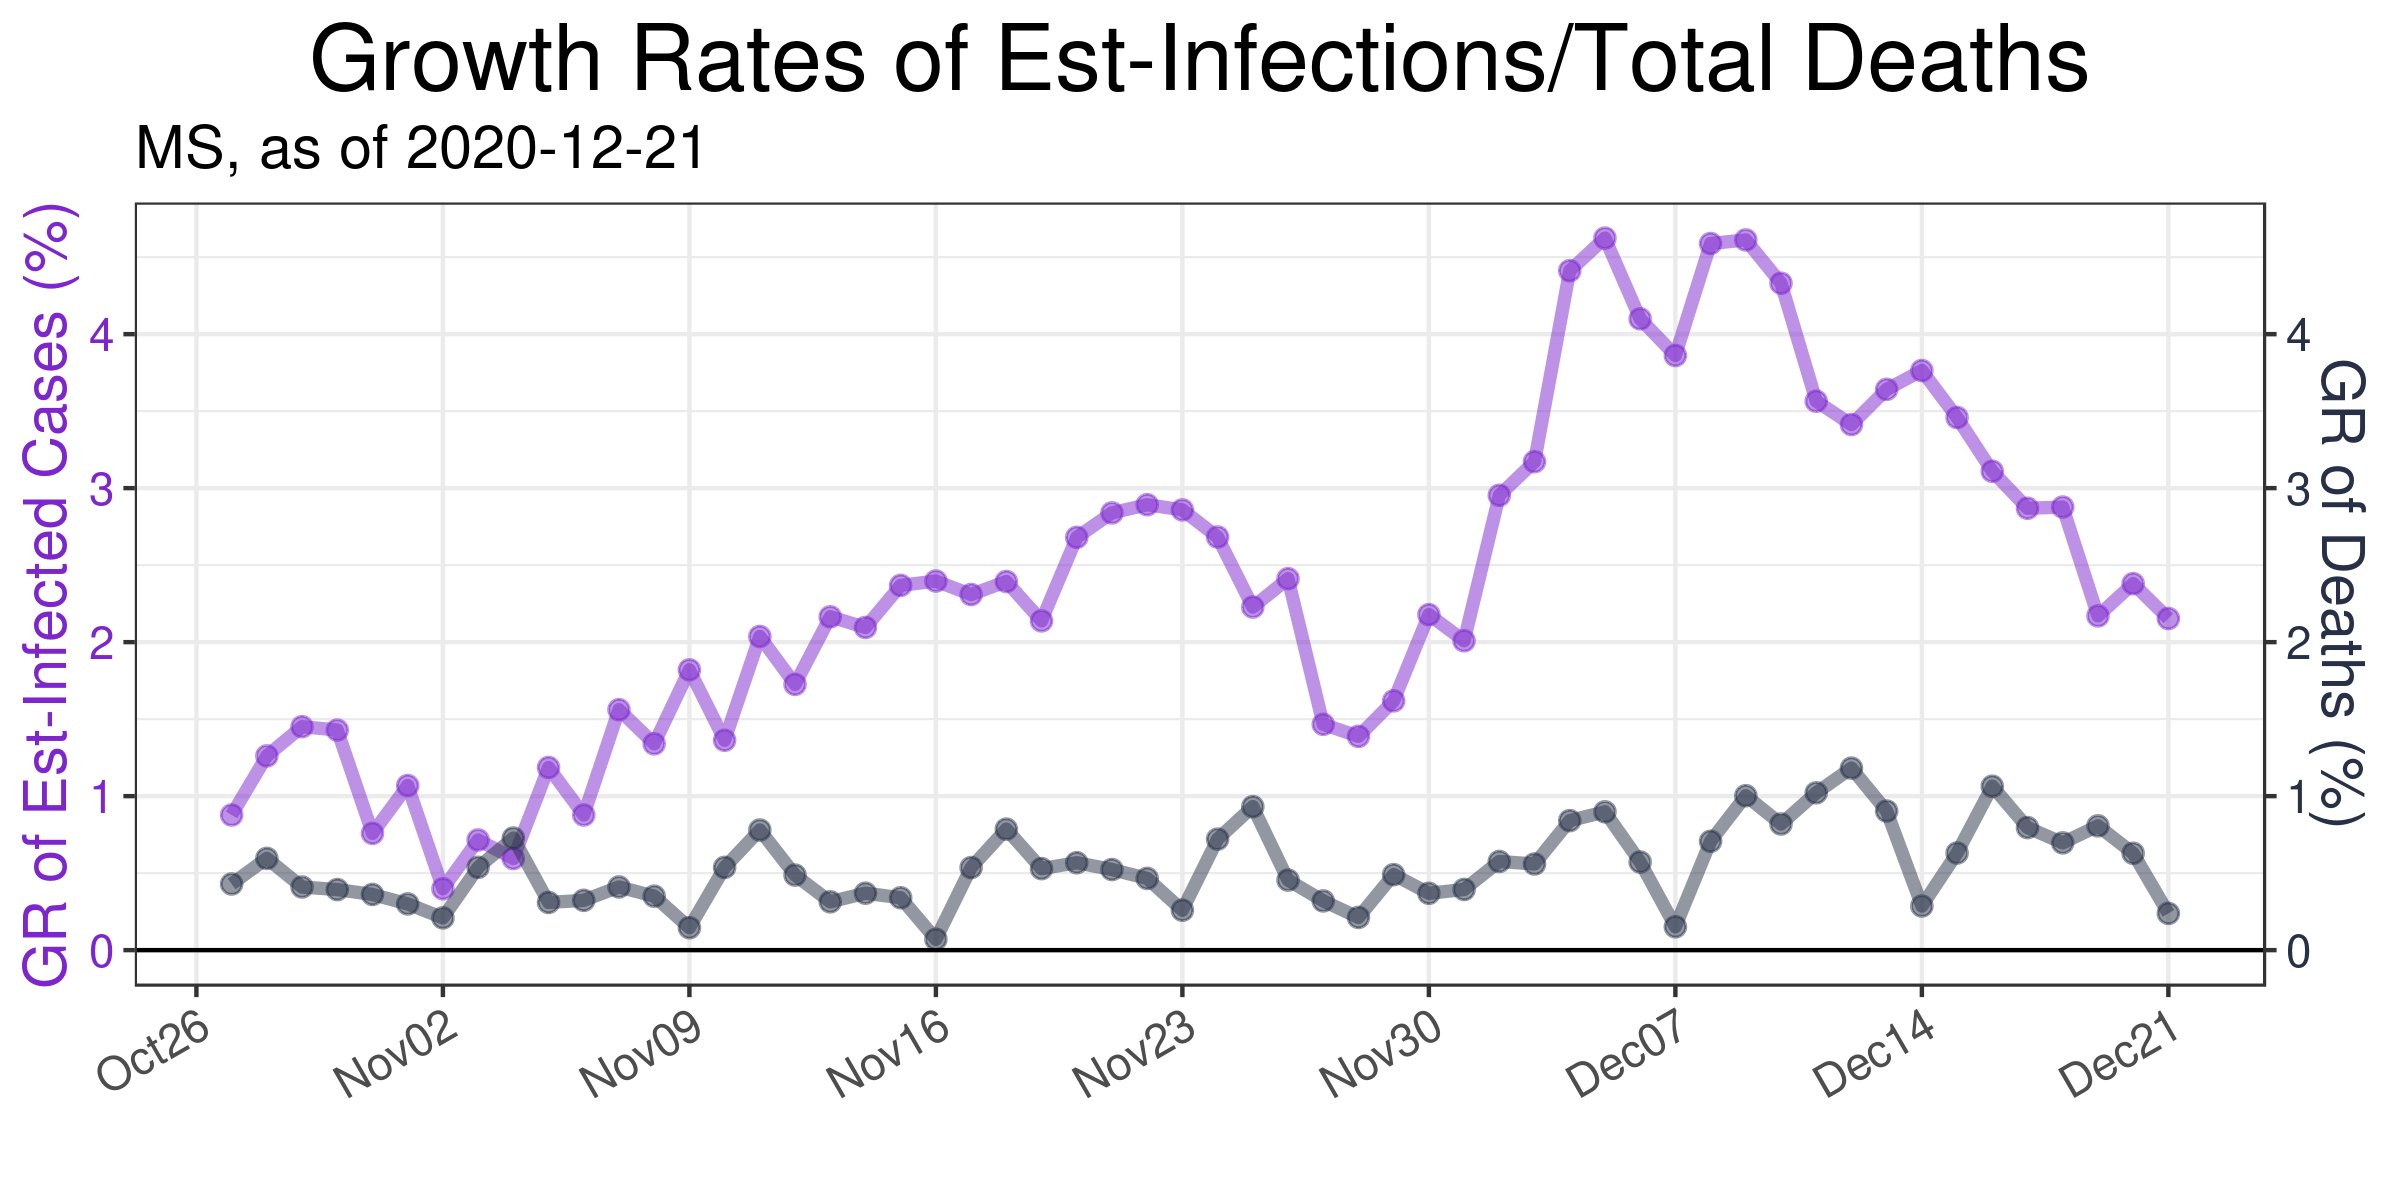 Growth Rates of Est-Infections/Total Deaths
MS, as of 2020-12-21
GR of Est-Infected Cases (%)
4
3
2
1
0
4
3
2
1
0
GR of Deaths (%)
Oct26
Nov02
Nov09
Nov16
Nov23
Nov30
Dec07
Dec14
Dec21